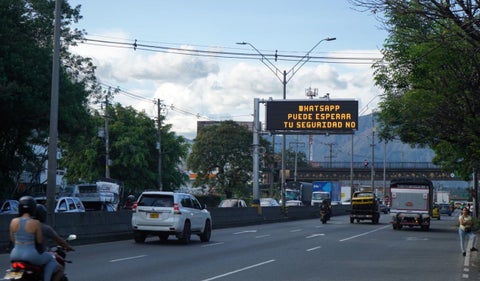 WHATSAPP
PUEDE ESPERAR
TU SEGURIDAD NO